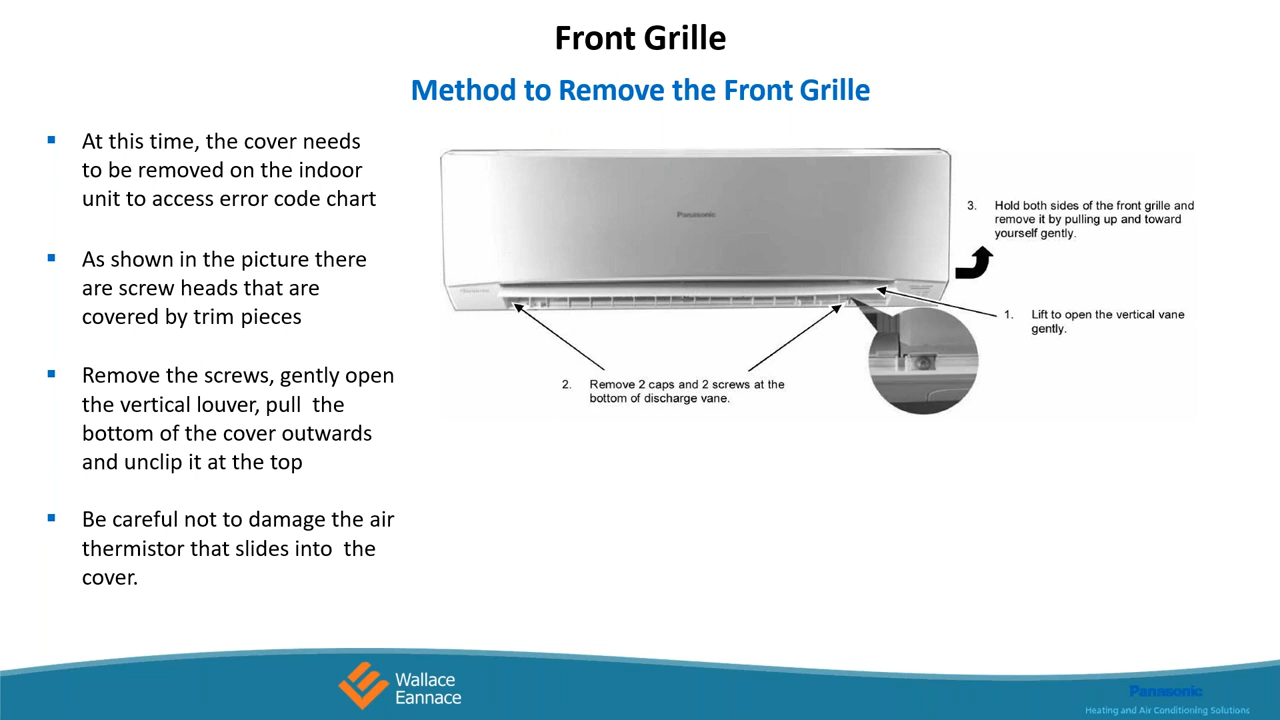 Front Grille
Method to Remove the Front Grille
▪ At this time, the cover needs
to be removed on the indoor
unit to access error code chart
▪ As shown in the picture there
are screw heads that are
covered by trim pieces
▪ Remove the screws, gently open
the vertical louver, pull  the
bottom of the cover outwards
and unclip it at the top
▪ Be careful not to damage the air
thermistor that slides into  the
cover.
Panasonic
3. Hold both sides of the front grille and
remove it by pulling up and toward
yourself gently.
1. Lift to open the vertical vane
gently.
2. Remove 2 caps and 2 screws at the
bottom of discharge vane.
Wallace
Eannace
Panasonic
Heating and Air Conditioning Solutions